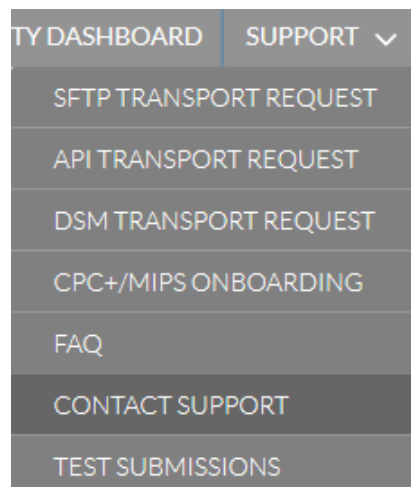 TY DASHBOARD SUPPORT
SFTP TRANSPORT REQUEST
API TRANSPORT REQUEST
DSM TRANSPORT REQUEST
CPC+/MIPS ONBOARDING
FAQ
CONTACT SUPPORT
TEST SUBMISSIONS